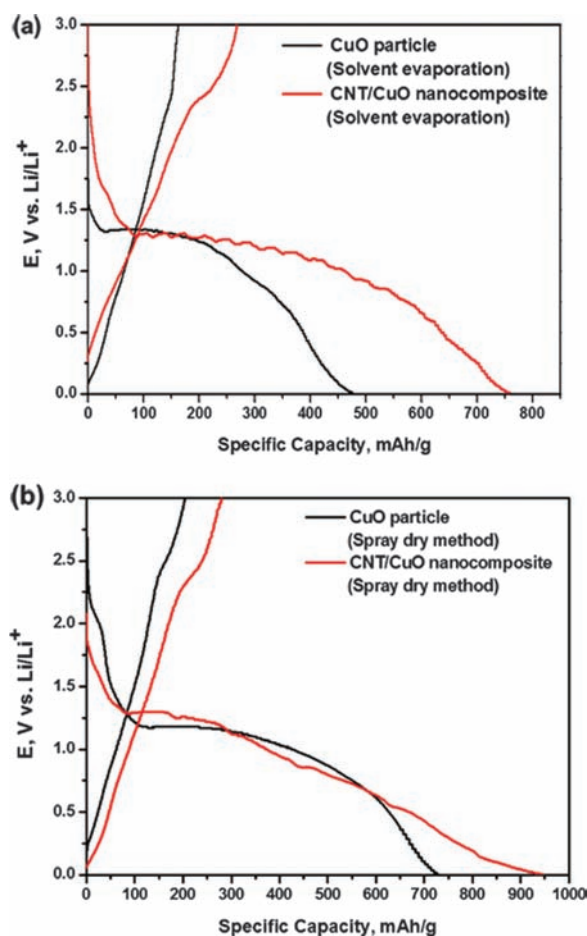 (a)
3.0
2.5
2.0
1.5
1.0
0.5
0.0
E, V vs. Li/Li⁺
CuO particle
(Solvent evaporation)
CNT/CuO nanocomposite
(Solvent evaporation)
0 100 200 300 400 500 600 700 800
Specific Capacity, mAh/g
(b)
3.0
2.5
2.0
1.5
1.0
0.5
0.0
E, V vs. Li/Li⁺
CuO particle
(Spray dry method)
CNT/CuO nanocomposite
(Spray dry method)
0 100 200 300 400 500 600 700 800 900 1000
Specific Capacity, mAh/g